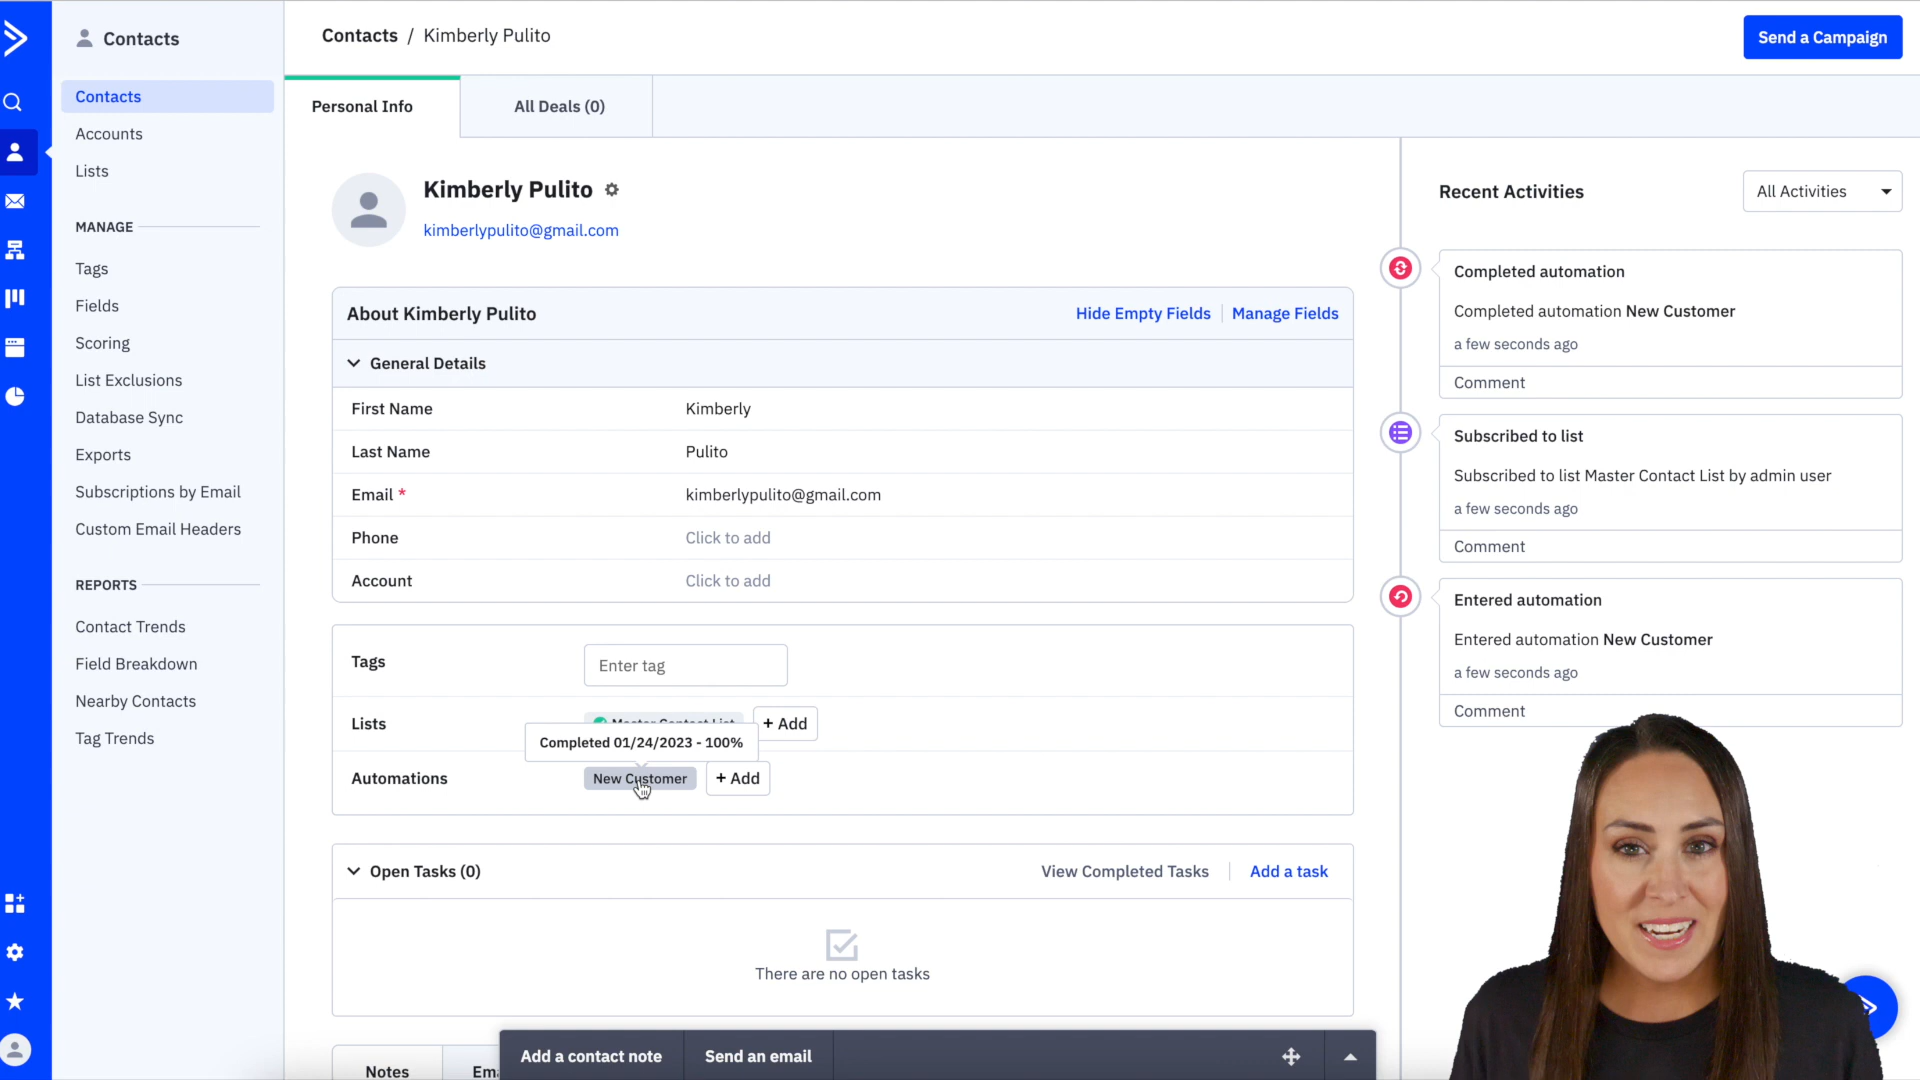 Contacts
Contacts
Accounts
Lists
MANAGE
Tags
Fields
Scoring
List Exclusions
Database Sync
Exports
Subscriptions by Email
Custom Email Headers
REPORTS
Contact Trends
Field Breakdown
Nearby Contacts
Tag Trends
Contacts / Kimberly Pulito
Send a Campaign
Personal Info
All Deals (0)
Kimberly Pulito
kimberlypulito@gmail.com
About Kimberly Pulito
Hide Empty Fields
Manage Fields
General Details
First Name Kimberly
Last Name Pulito
Email * kimberlypulito@gmail.com
Phone Click to add
Account Click to add
Tags Enter tag
Lists Master Contact List + Add
Completed 01/24/2023 - 100%
Automations New Customer + Add
Open Tasks (0)
View Completed Tasks
Add a task
There are no open tasks
Notes
Add a contact note
Send an email
Recent Activities
All Activities
Completed automation
Completed automation New Customer
a few seconds ago
Comment
Subscribed to list
Subscribed to list Master Contact List by admin user
a few seconds ago
Comment
Entered automation
Entered automation New Customer
a few seconds ago
Comment